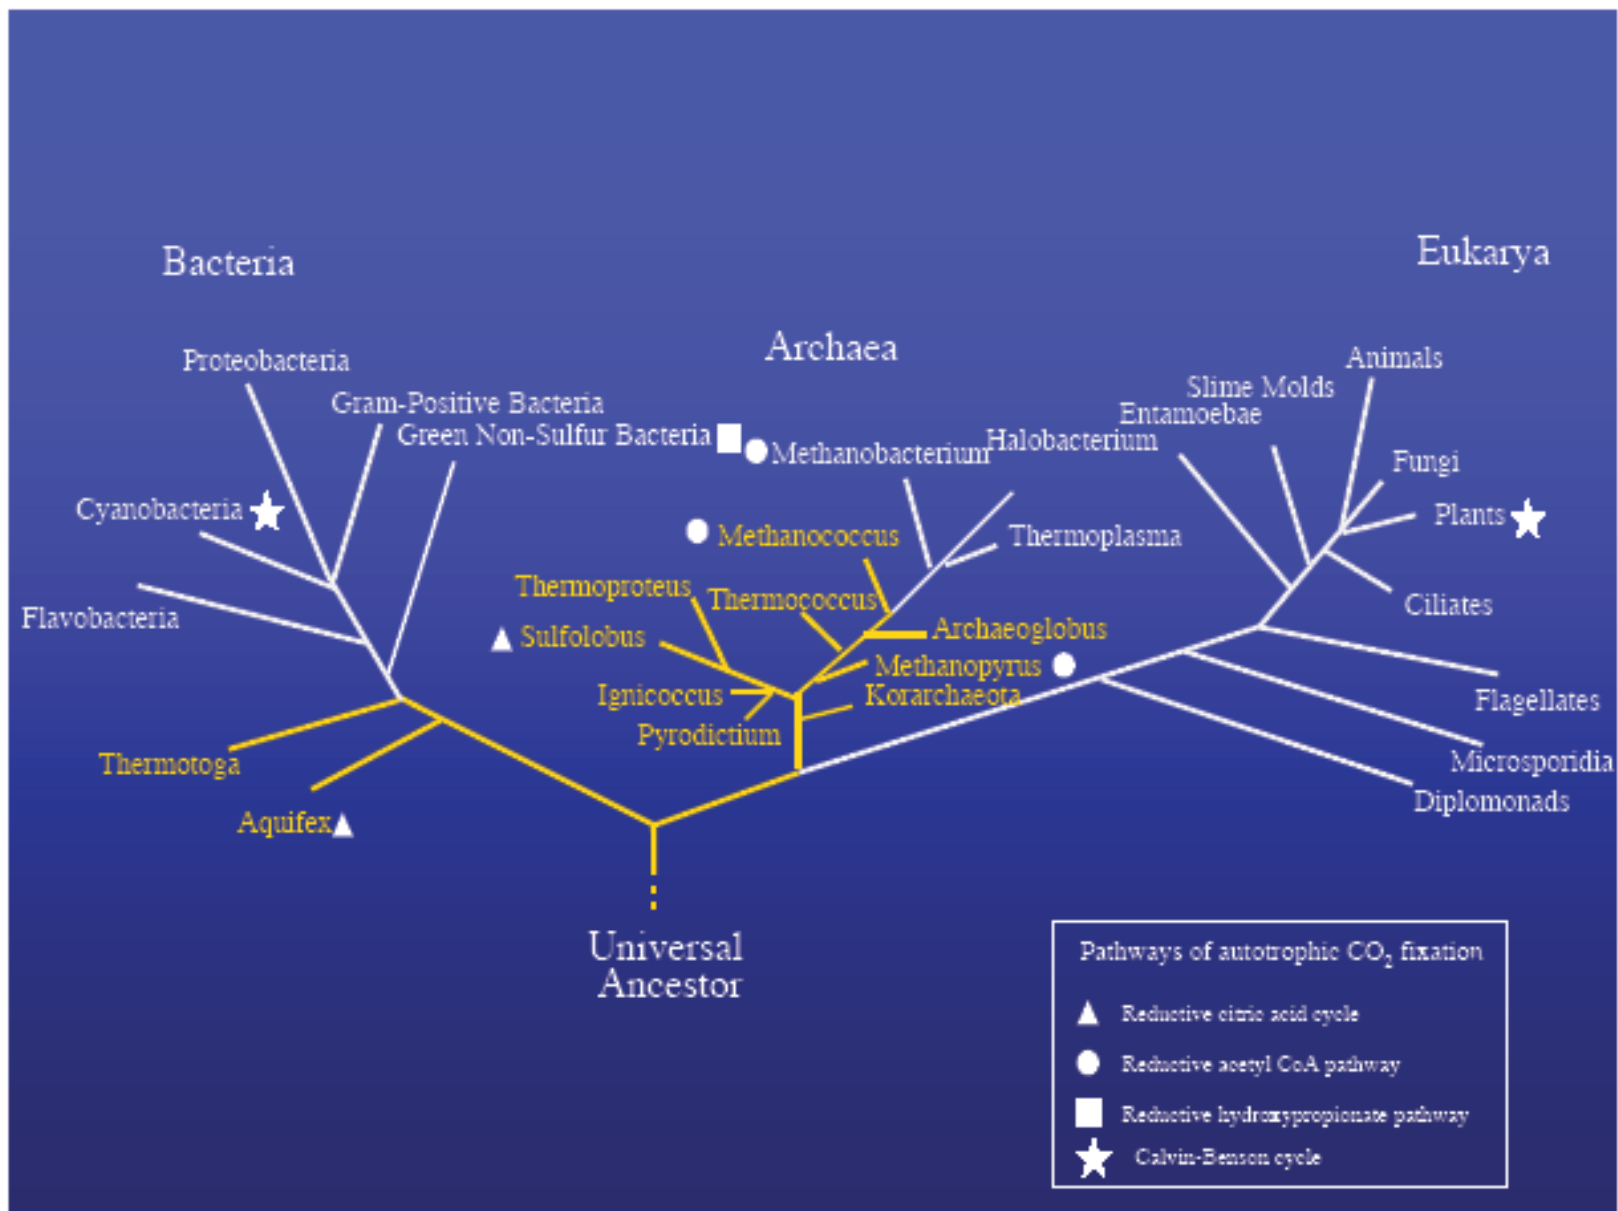 Bacteria
Eukarya
Archaea
Proteobacteria
Animals
Slime Molds
Gram-Positive Bacteria
Entamoebae
Green Non-Sulfur Bacteria
Methanobacterium
Halobacterium
Fungi
Cyanobacteria
Plants
Methanococcus
Thermoplasma
Thermoproteus
Thermococcus
Ciliates
Flavobacteria
Sulfolobus
Archaeoglobus
Methanopyrus
Ignicoccus
Korarchaeota
Flagellates
Pyrodictium
Thermotoga
Microsporidia
Diplomonads
Aquifex
Universal
Ancestor
Pathways of autotrophic CO₂ fixation
Reductive citric acid cycle
Reductive acetyl CoA pathway
Reductive hydroxypropionate pathway
Calvin-Benson cycle